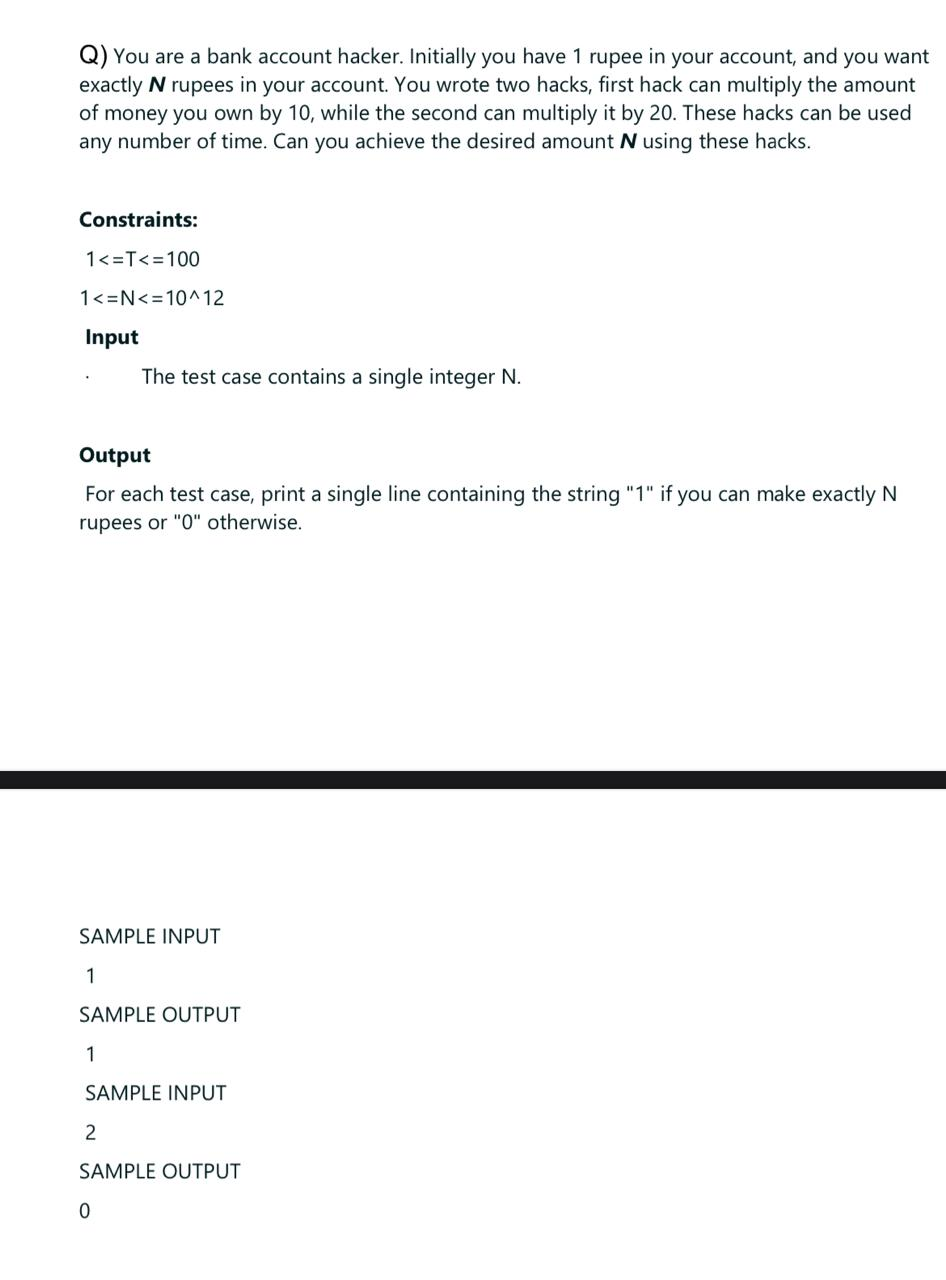 Q) You are a bank account hacker. Initially you have 1 rupee in your account, and you want
exactly N rupees in your account. You wrote two hacks, first hack can multiply the amount
of money you own by 10, while the second can multiply it by 20. These hacks can be used
any number of time. Can you achieve the desired amount N using these hacks.
Constraints:
1<=T<=100
1<=N<=10^12
Input
· The test case contains a single integer N.
Output
For each test case, print a single line containing the string "1" if you can make exactly N
rupees or "0" otherwise.
SAMPLE INPUT
1
SAMPLE OUTPUT
1
SAMPLE INPUT
2
SAMPLE OUTPUT
0